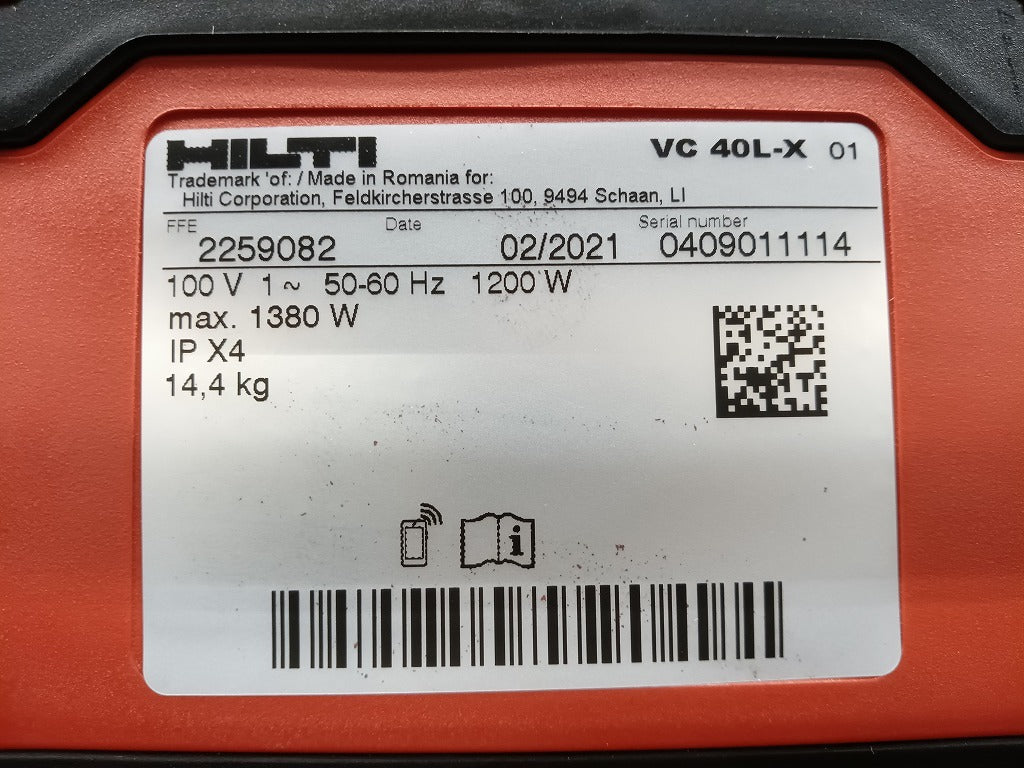 HILTI VC 40L-X 01
Trademark of: / Made in Romania for:
Hilti Corporation, Feldkircherstrasse 100, 9494 Schaan, LI
FFE Date Serial number
2259082 02/2021 0409011114
100 V 1~ 50-60 Hz 1200 W
max. 1380 W
IP X4
14,4 kg
i